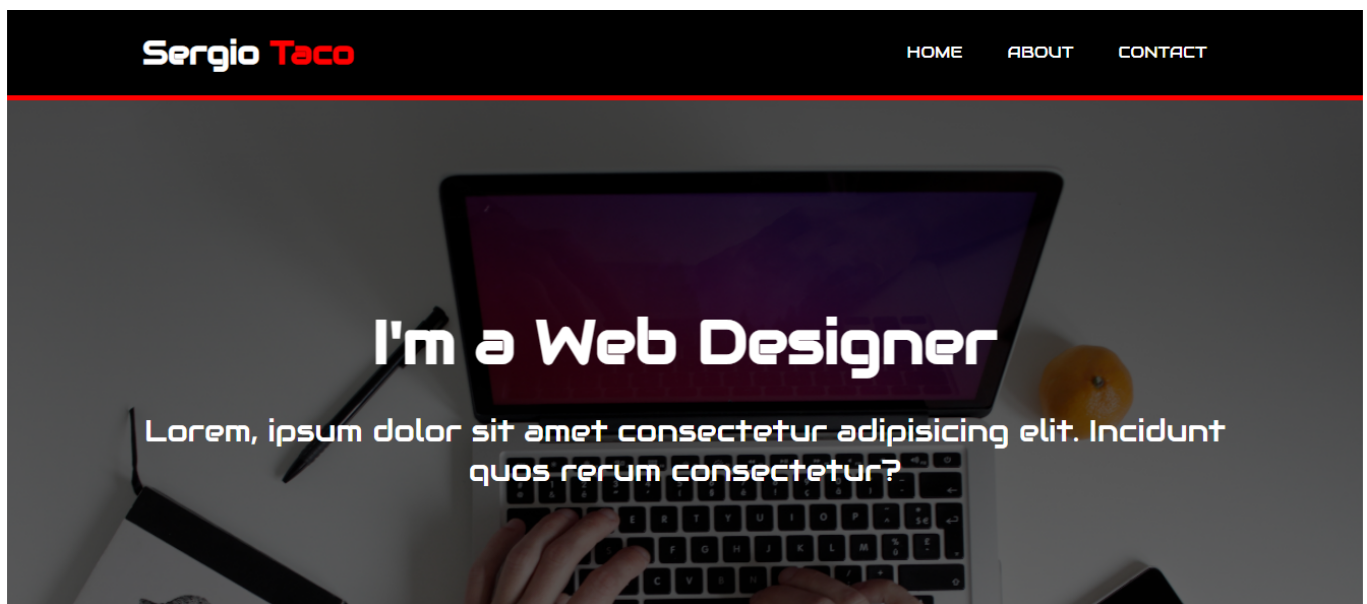 Sergio Taco
HOME ABOUT CONTACT
I'm a Web Designer
Lorem, ipsum dolor sit amet consectetur adipisicing elit. Incidunt
quos rerum consectetur?
E R T Y U I O P
F G H J K L M
C V B N